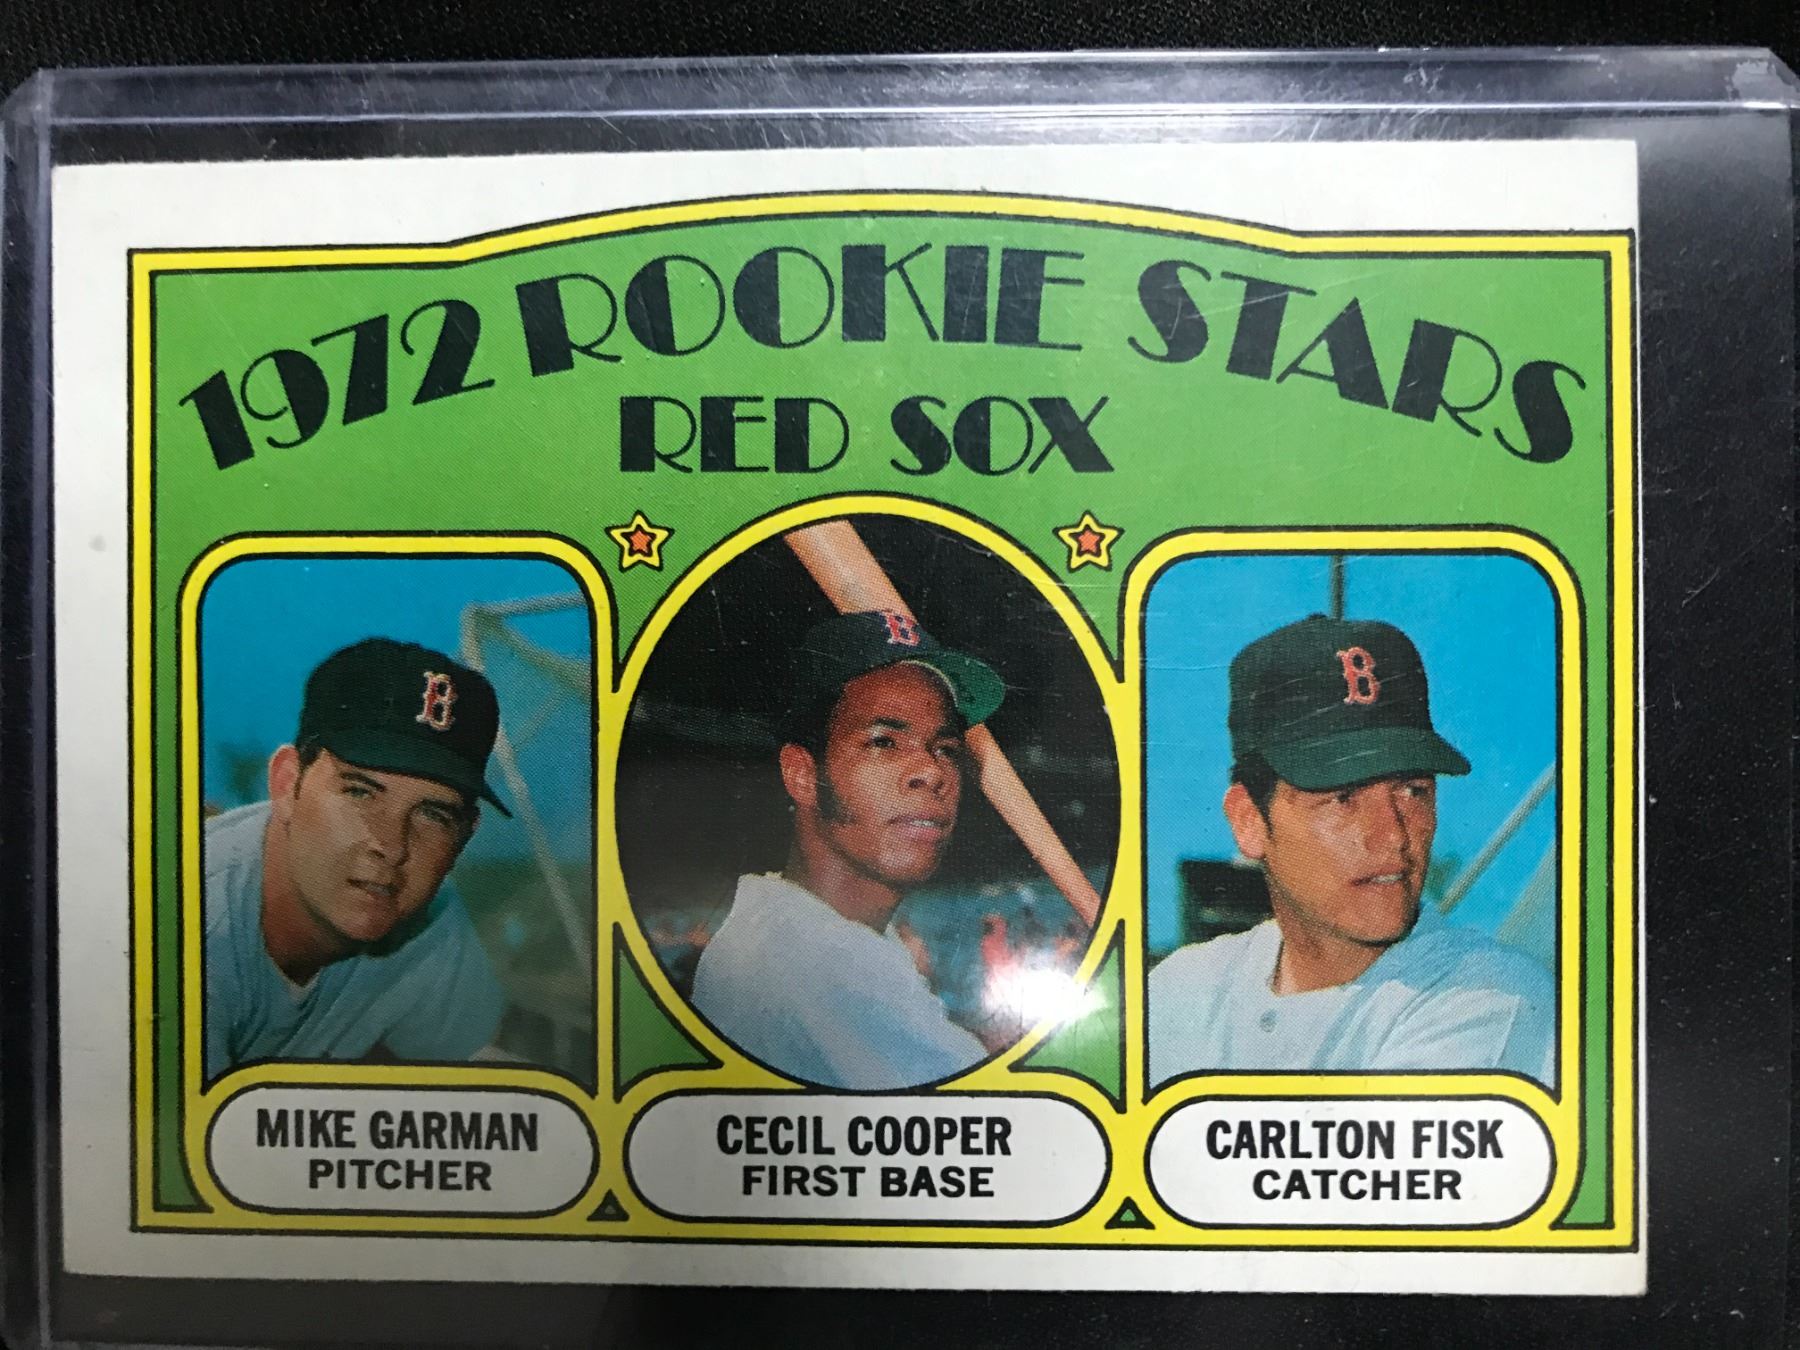 1972 ROOKIE STARS
RED SOX
B
B
B
MIKE GARMAN
PITCHER
CECIL COOPER
FIRST BASE
CARLTON FISK
CATCHER